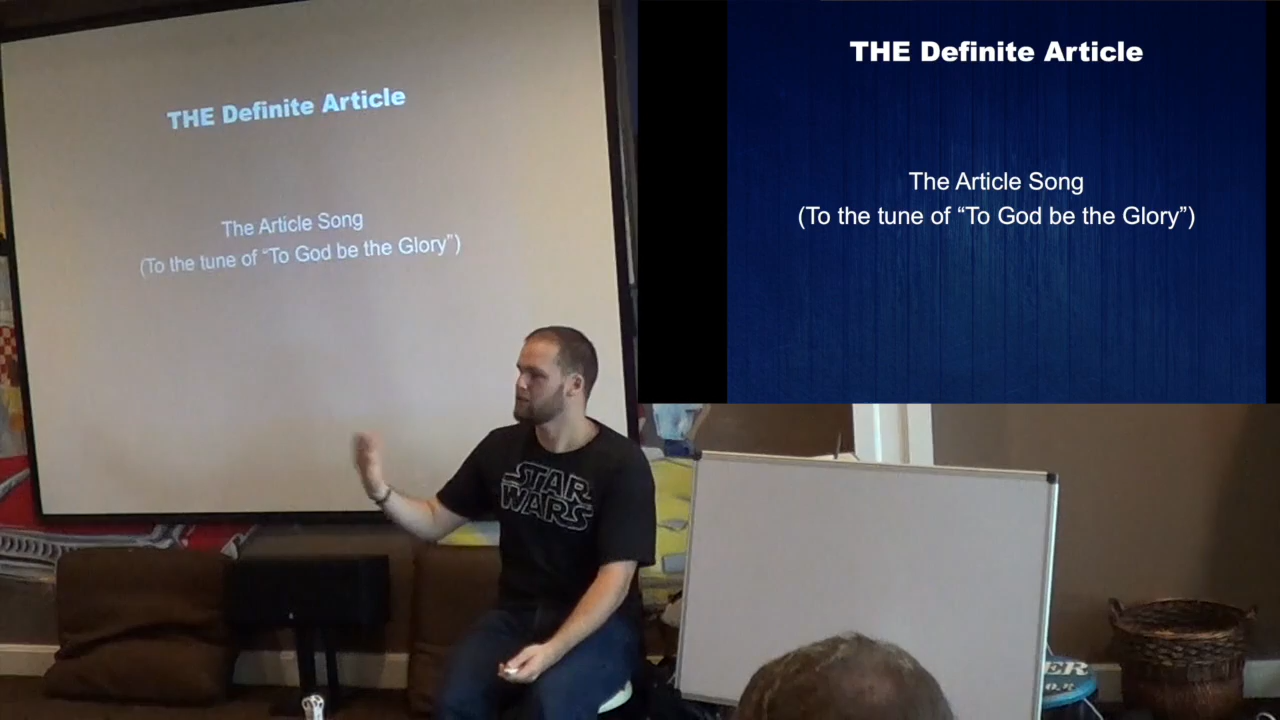 THE Definite Article
The Article Song
(To the tune of “To God be the Glory”)
THE Definite Article
The Article Song
(To the tune of “To God be the Glory”)
STAR
WARS